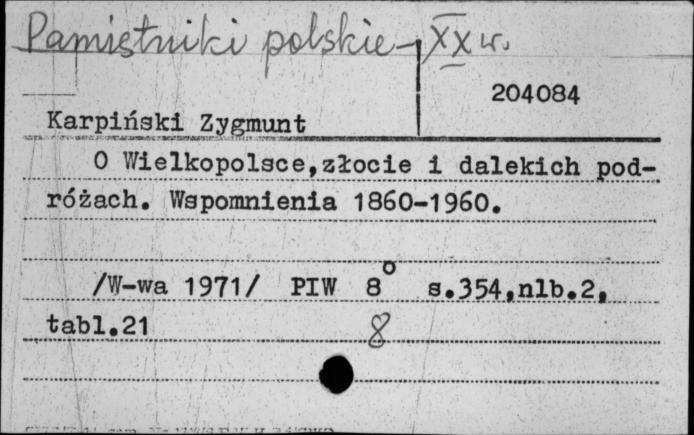 Pamiętniki polskie - XX w.
204084
Karpiński Zygmunt
O Wielkopolsce,złocie i dalekich pod-
różach. Wspomnienia 1860-1960.
/W-wa 1971/ PIW 8° s.354,nlb.2,
tabl.21
8